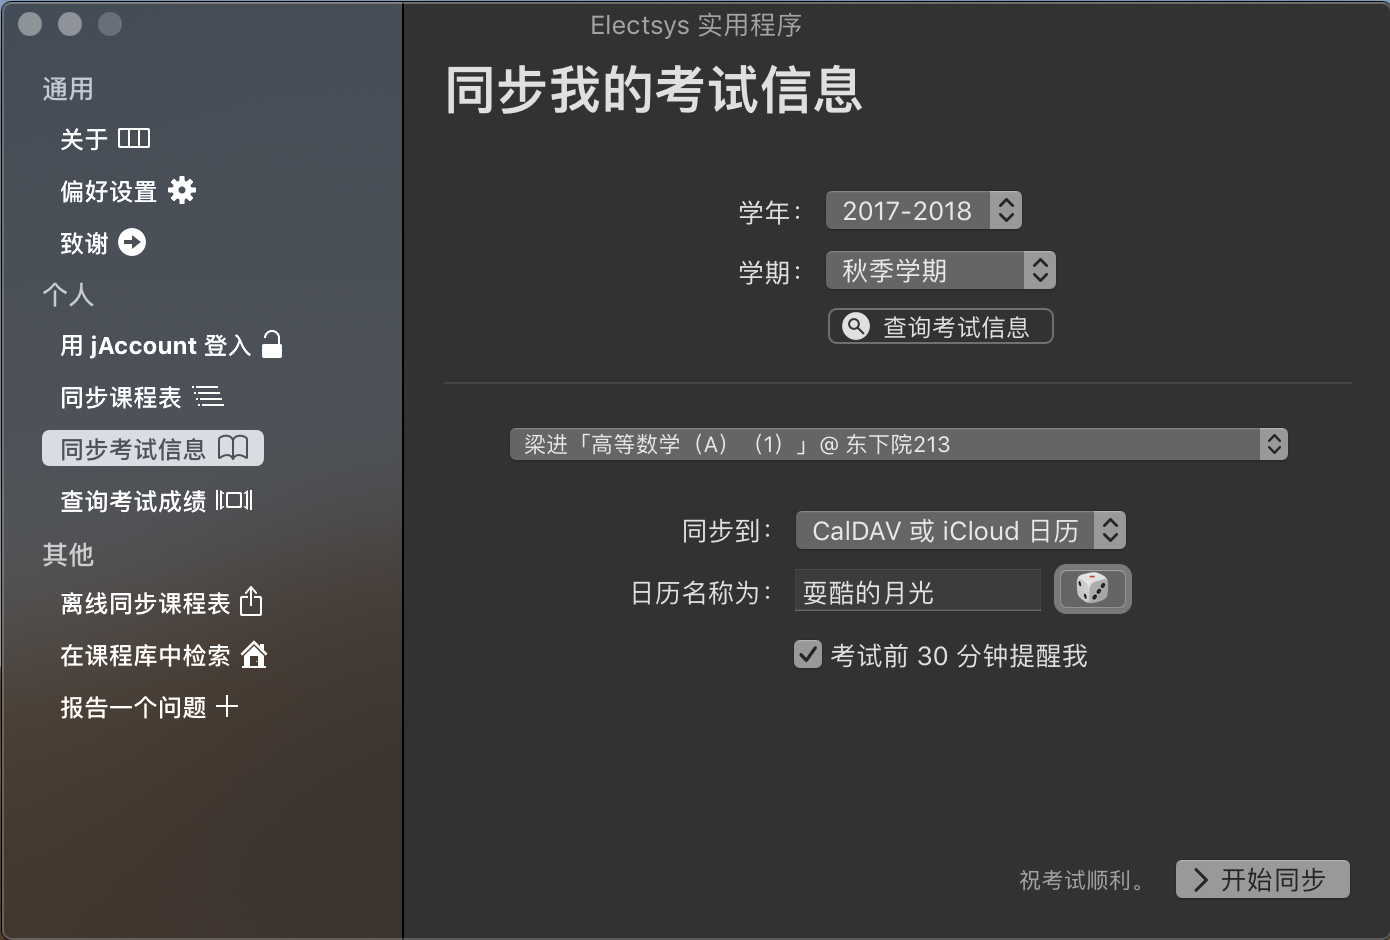 Electsys 实用程序
通用
关于
偏好设置
致谢
个人
用 jAccount 登入
同步课程表
同步考试信息
查询考试成绩
其他
离线同步课程表
在课程库中检索
报告一个问题
同步我的考试信息
学年： 2017-2018
学期： 秋季学期
查询考试信息
梁进「高等数学（A）（1）」@ 东下院213
同步到： CalDAV 或 iCloud 日历
日历名称为： 耍酷的月光
考试前 30 分钟提醒我
祝考试顺利。 开始同步